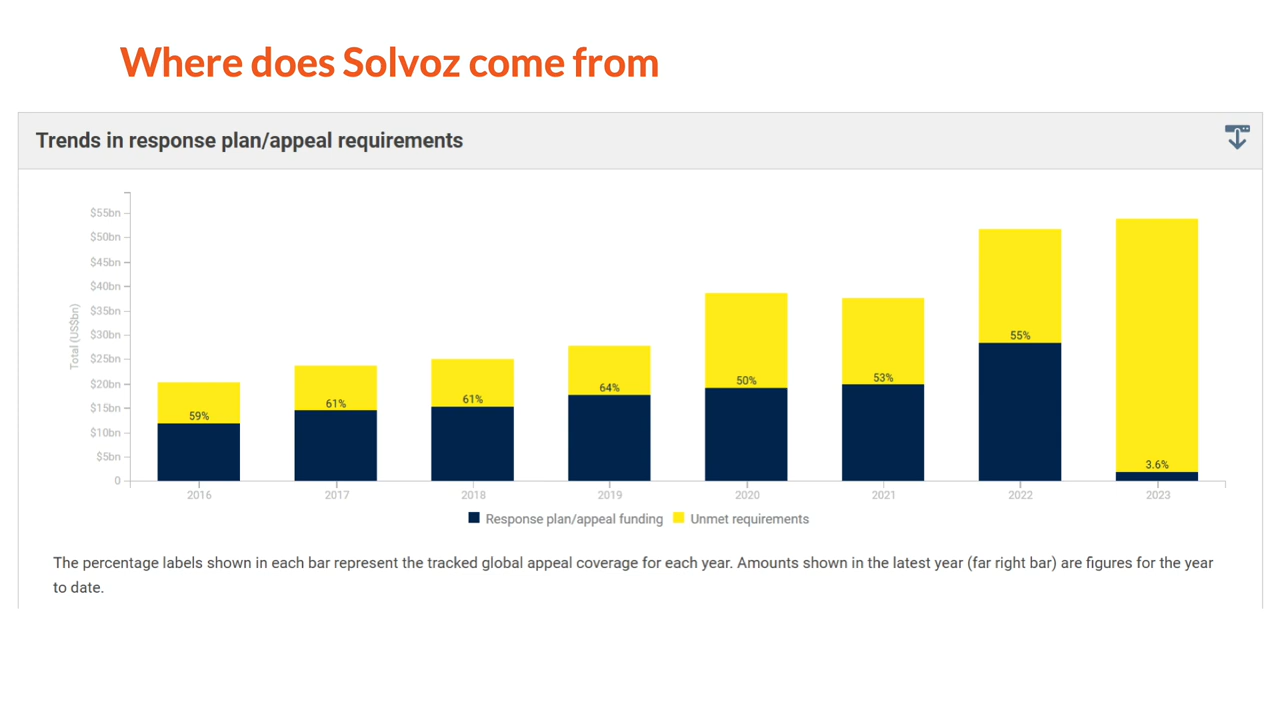 Where does Solvoz come from
Trends in response plan/appeal requirements
Total (US$bn)
$55bn
$50bn
$45bn
$40bn
$35bn
$30bn
$25bn
$20bn
$15bn
$10bn
$5bn
0
59%
61%
61%
64%
50%
53%
55%
3.6%
2016 2017 2018 2019 2020 2021 2022 2023
Response plan/appeal funding Unmet requirements
The percentage labels shown in each bar represent the tracked global appeal coverage for each year. Amounts shown in the latest year (far right bar) are figures for the year
to date.